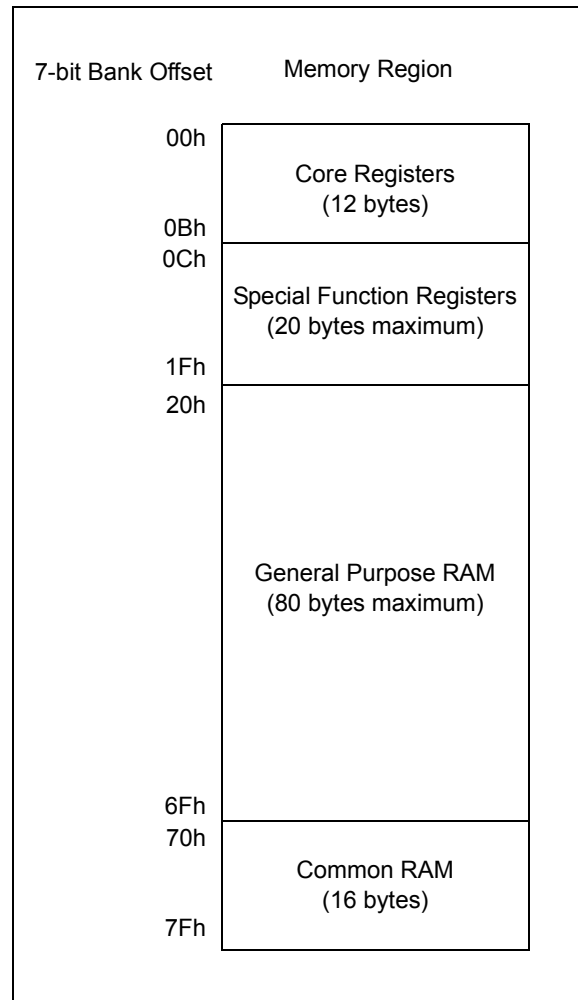 7-bit Bank Offset Memory Region
00h
Core Registers
(12 bytes)
0Bh
0Ch
Special Function Registers
(20 bytes maximum)
1Fh
20h
General Purpose RAM
(80 bytes maximum)
6Fh
70h
Common RAM
(16 bytes)
7Fh